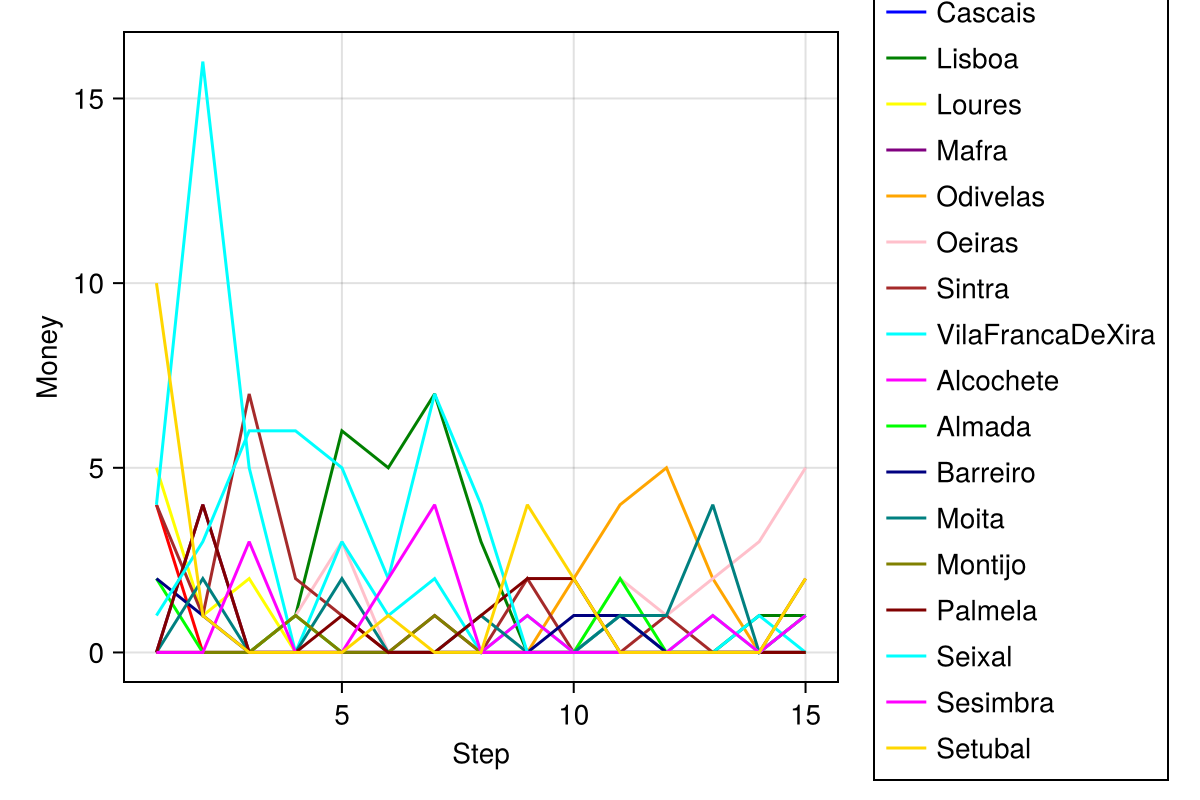 Cascais
Lisboa
Loures
Mafra
Odivelas
Oeiras
Sintra
VilaFrancaDeXira
Alcochete
Almada
Barreiro
Moita
Montijo
Palmela
Seixal
Sesimbra
Setubal
15
10
5
0
Money
5
10
15
Step